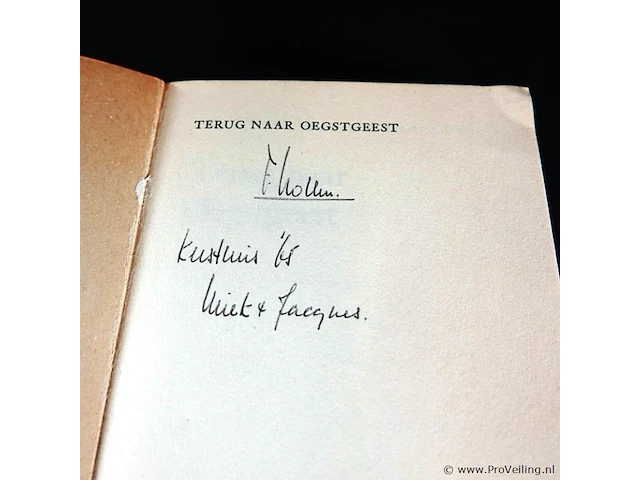 TERUG NAAR OEGSTGEEST
Kerstmis '65
Miek & Jacques.
© www.ProVeiling.nl